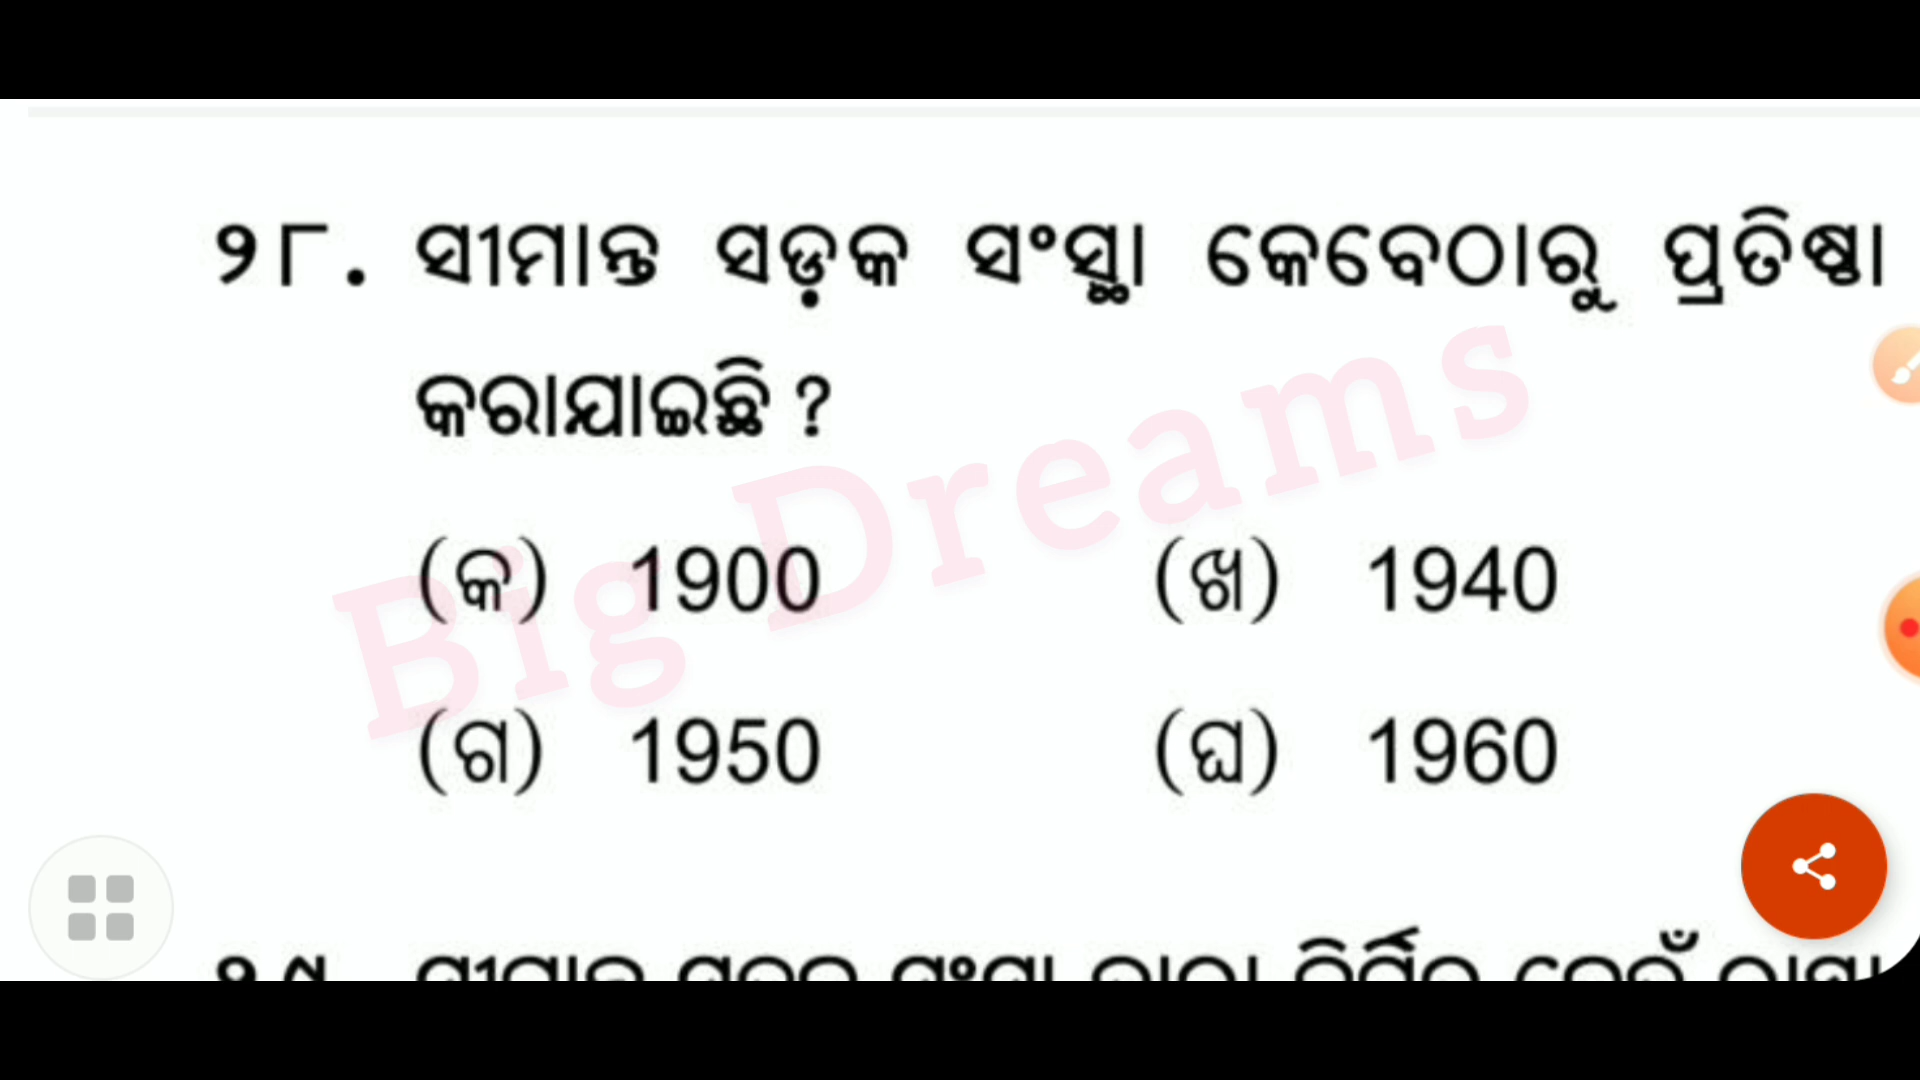 ୨୮. ସୀମାନ୍ତ ସଡ଼କ ସଂସ୍ଥା କେବେଠାରୁ ପ୍ରତିଷ୍ଠା
କରାଯାଇଛି ?
(କ) 1900 (ଖ) 1940
(ଗ) 1950 (ଘ) 1960
Big Dreams